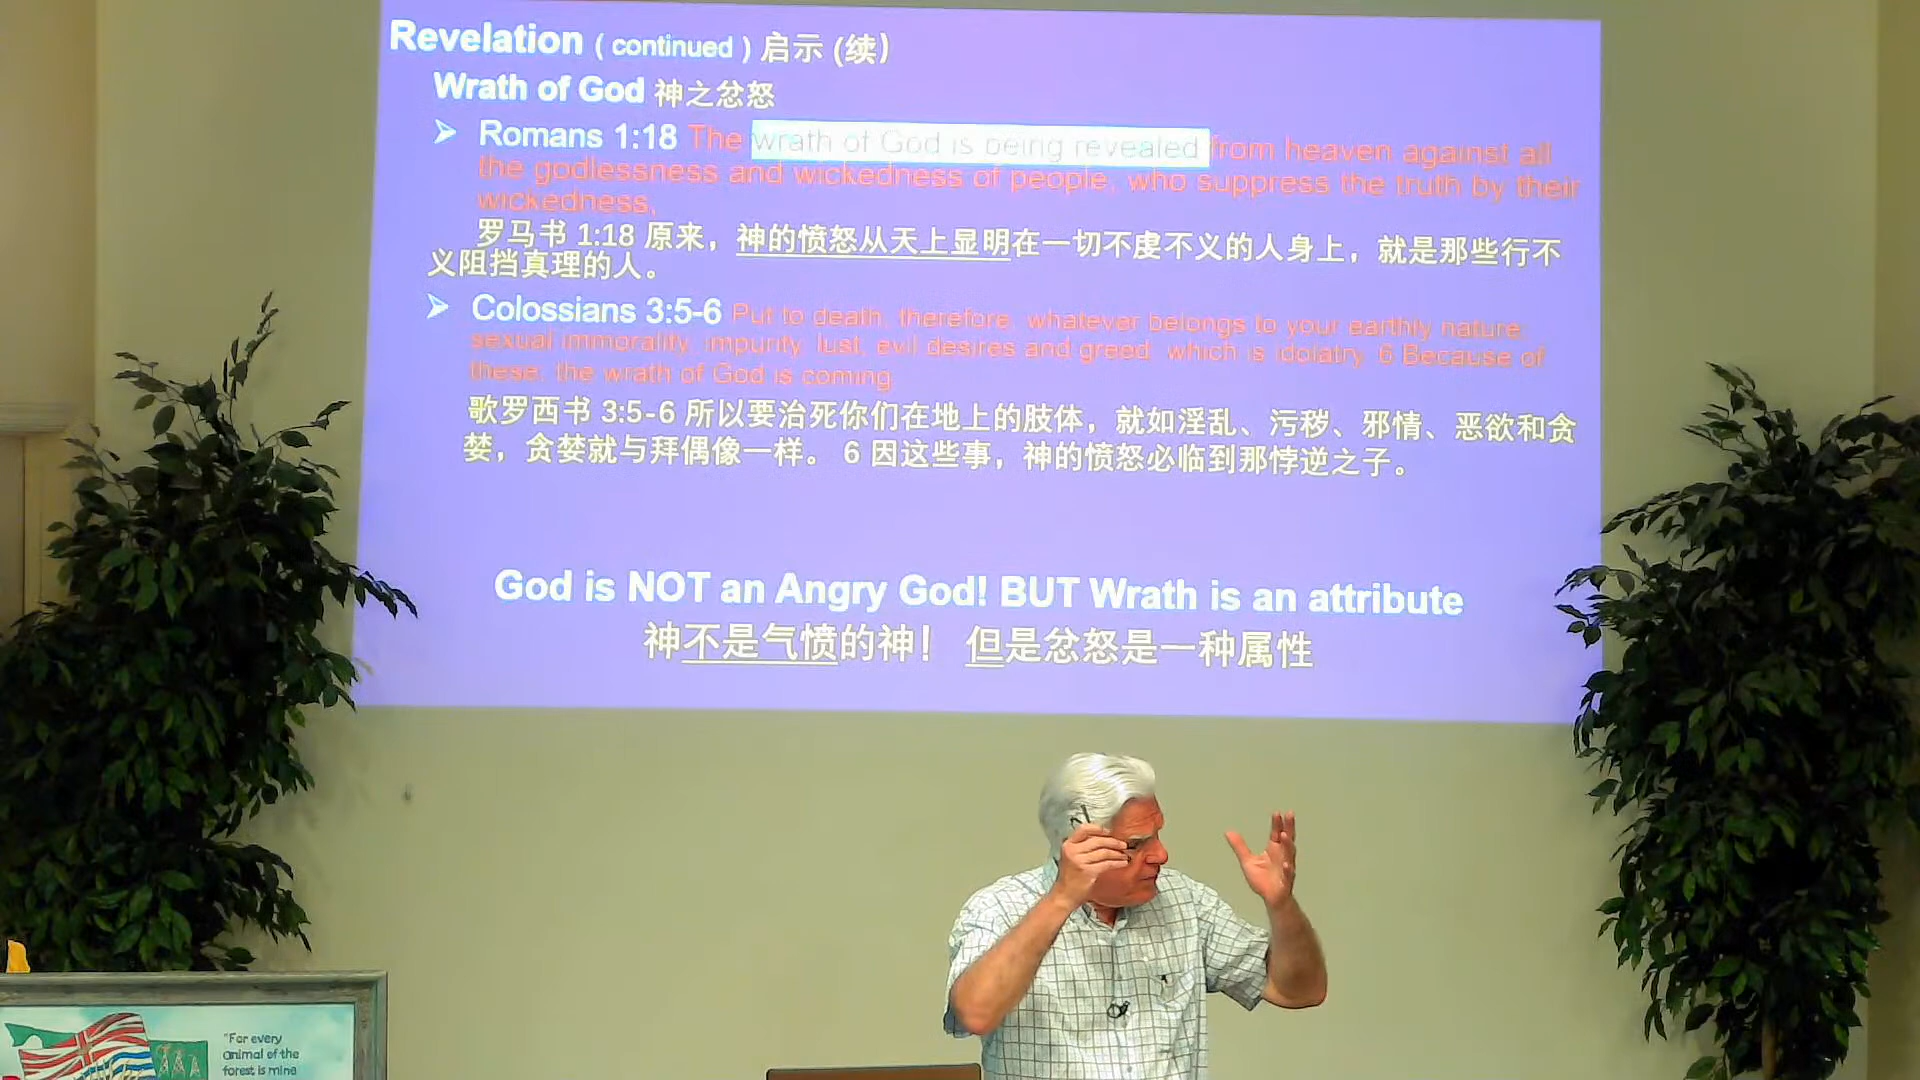 Revelation ( continued ) 启示 (续)
Wrath of God 神之忿怒
➢ Romans 1:18 The wrath of God is being revealed from heaven against all
the godlessness and wickedness of people, who suppress the truth by their
wickedness,
罗马书 1:18 原来，神的愤怒从天上显明在一切不虔不义的人身上，就是那些行不
义阻挡真理的人。
➢ Colossians 3:5-6 Put to death, therefore, whatever belongs to your earthly nature:
sexual immorality, impurity, lust, evil desires and greed, which is idolatry. 6 Because of
these, the wrath of God is coming
歌罗西书 3:5-6 所以要治死你们在地上的肢体，就如淫乱、污秽、邪情、恶欲和贪
婪，贪婪就与拜偶像一样。 6 因这些事，神的愤怒必临到那悖逆之子。
God is NOT an Angry God! BUT Wrath is an attribute
神不是气愤的神！ 但是忿怒是一种属性
"For every
animal of the
forest is mine